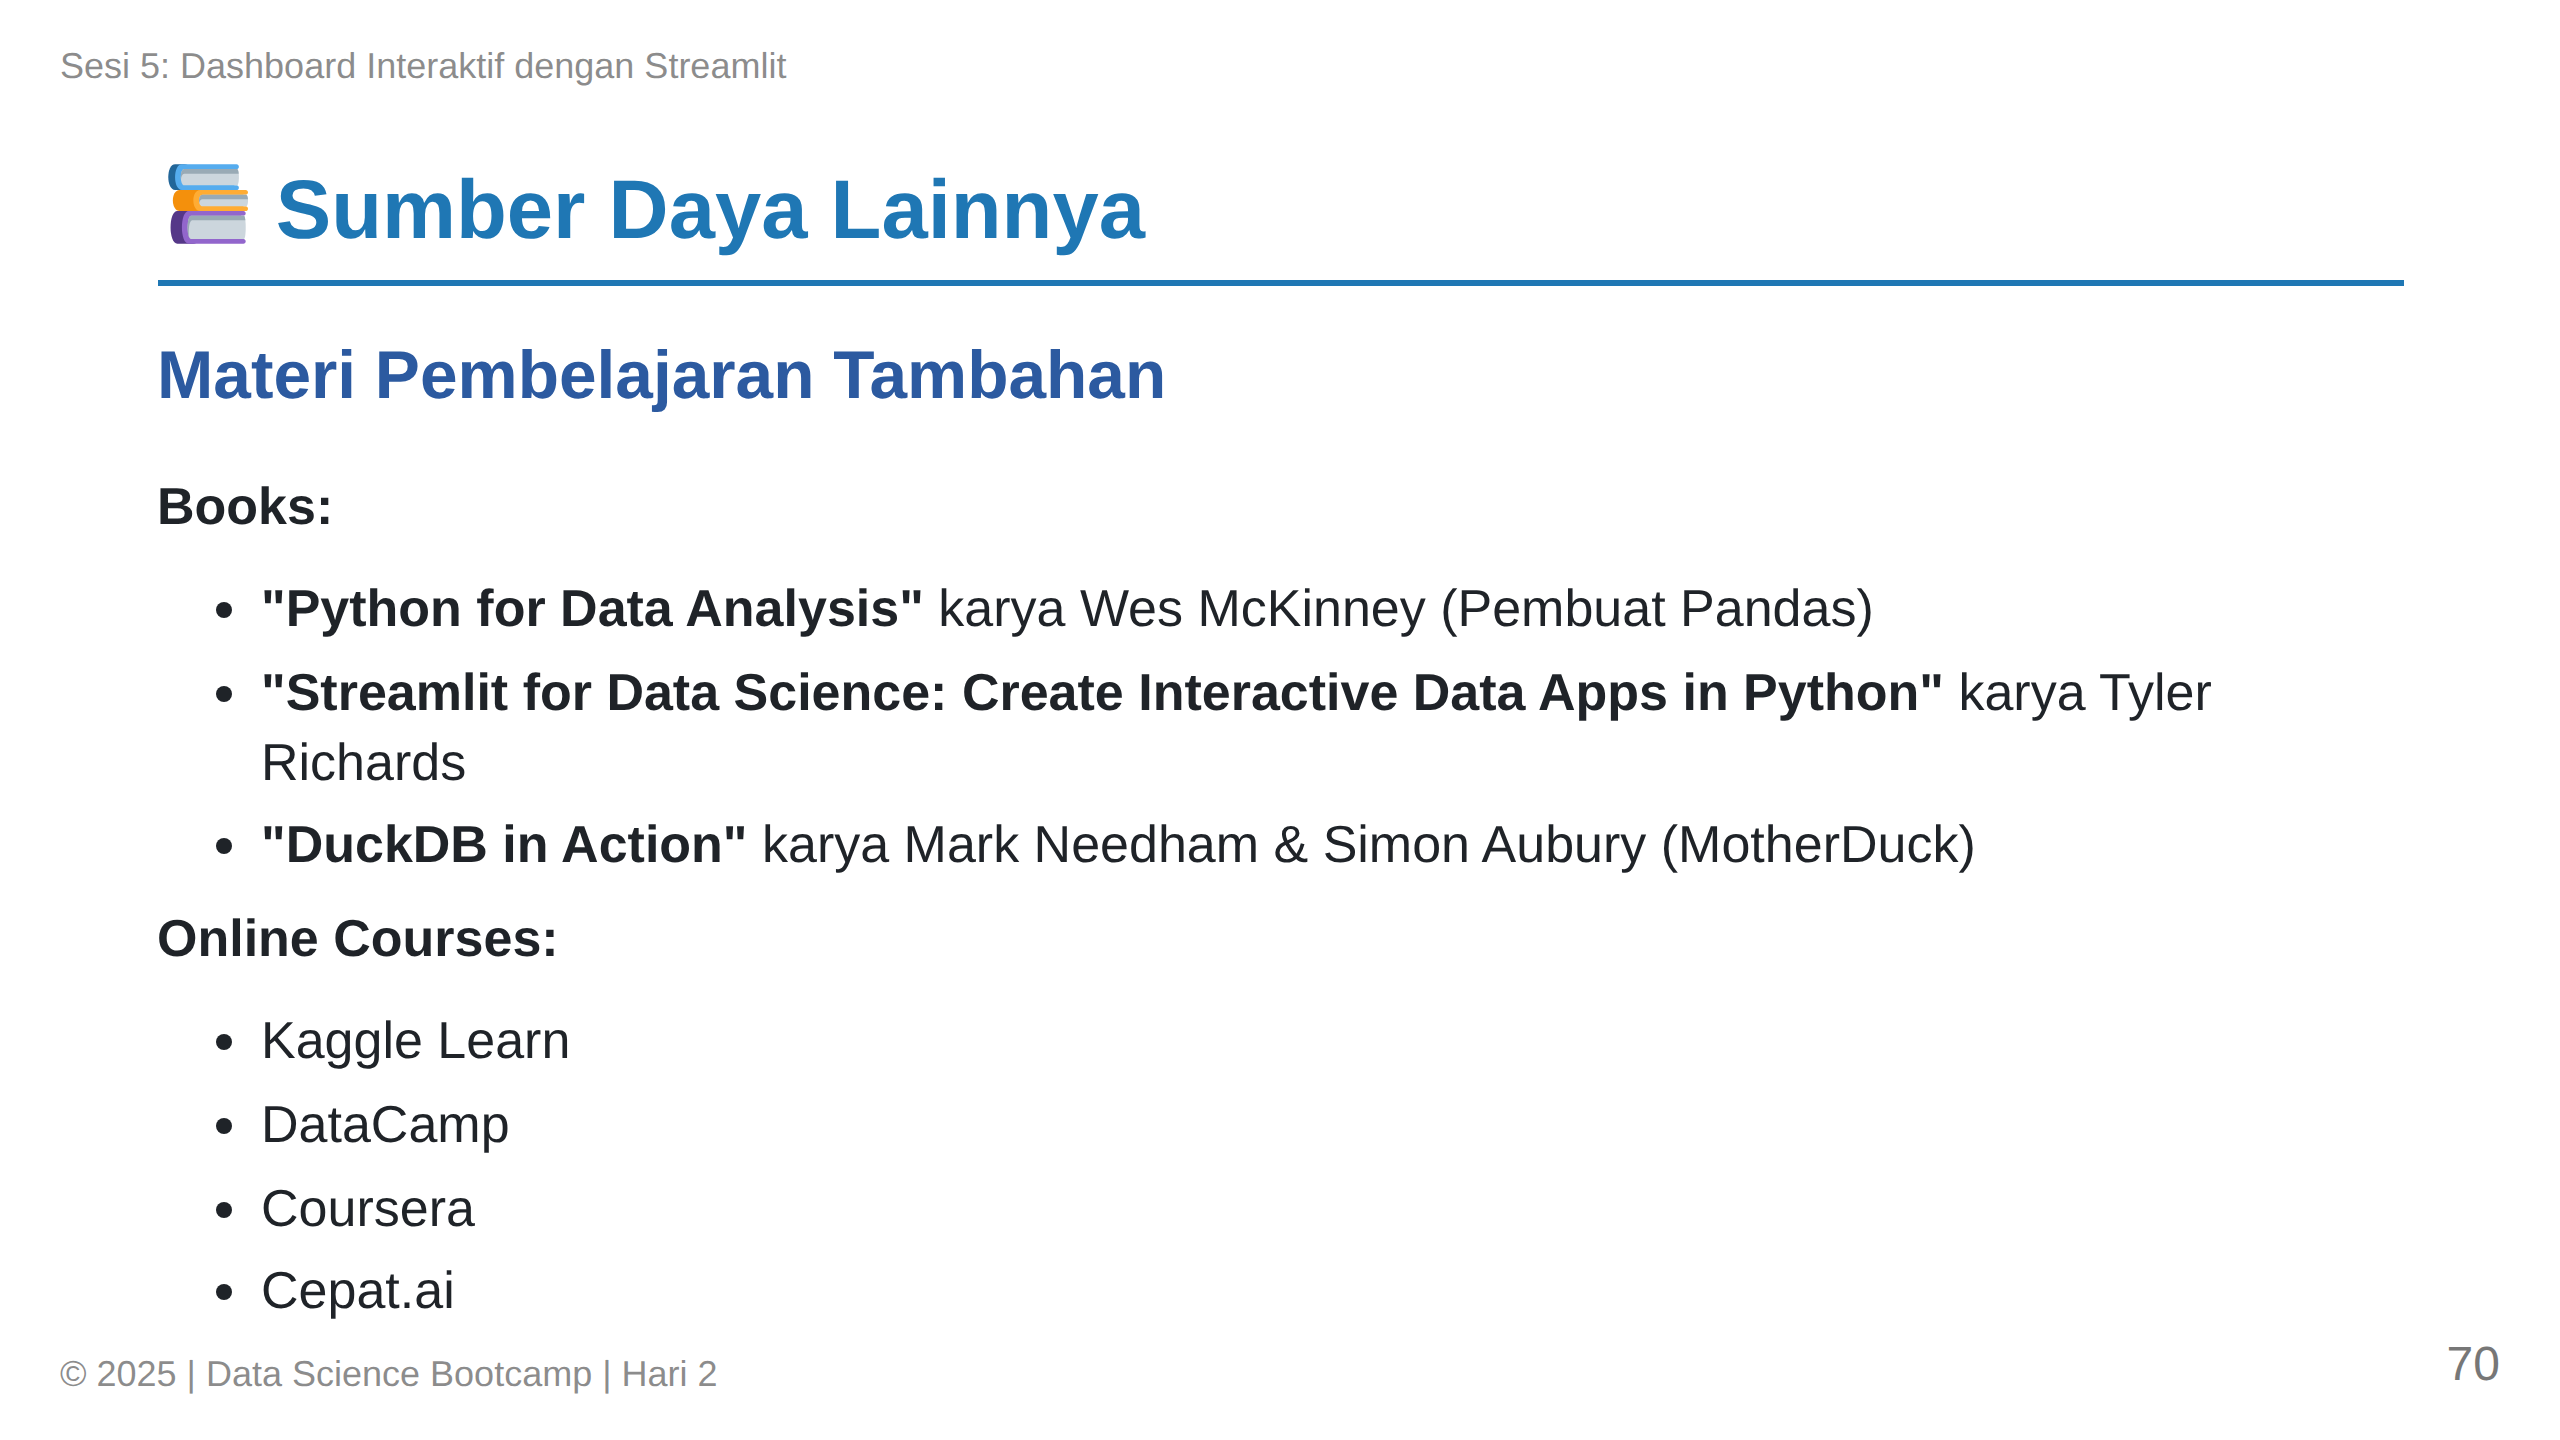 Sesi 5: Dashboard Interaktif dengan Streamlit
Sumber Daya Lainnya
Materi Pembelajaran Tambahan
Books:
"Python for Data Analysis" karya Wes McKinney (Pembuat Pandas)
"Streamlit for Data Science: Create Interactive Data Apps in Python" karya Tyler
Richards
"DuckDB in Action" karya Mark Needham & Simon Aubury (MotherDuck)
Online Courses:
Kaggle Learn
DataCamp
Coursera
Cepat.ai
© 2025 | Data Science Bootcamp | Hari 2
70